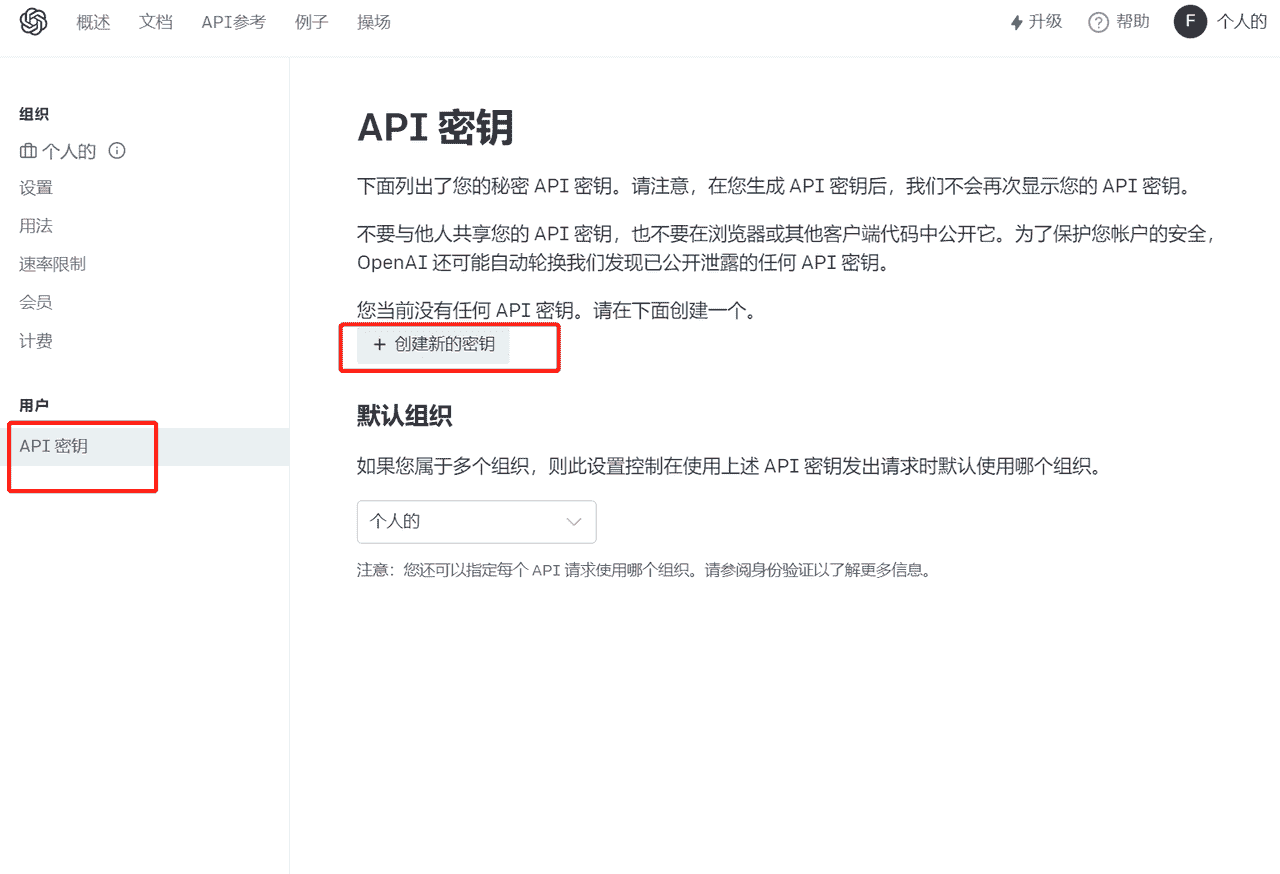 概述 文档 API参考 例子 操场 升级 帮助 F 个人的
组织
个人的
设置
用法
速率限制
会员
计费
用户
API 密钥
API 密钥
下面列出了您的秘密 API 密钥。请注意，在您生成 API 密钥后，我们不会再次显示您的 API 密钥。
不要与他人共享您的 API 密钥，也不要在浏览器或其他客户端代码中公开它。为了保护您帐户的安全，
OpenAI 还可能自动轮换我们发现已公开泄露的任何 API 密钥。
您当前没有任何 API 密钥。请在下面创建一个。
+ 创建新的密钥
默认组织
如果您属于多个组织，则此设置控制在使用上述 API 密钥发出请求时默认使用哪个组织。
个人的
注意：您还可以指定每个 API 请求使用哪个组织。请参阅身份验证以了解更多信息。